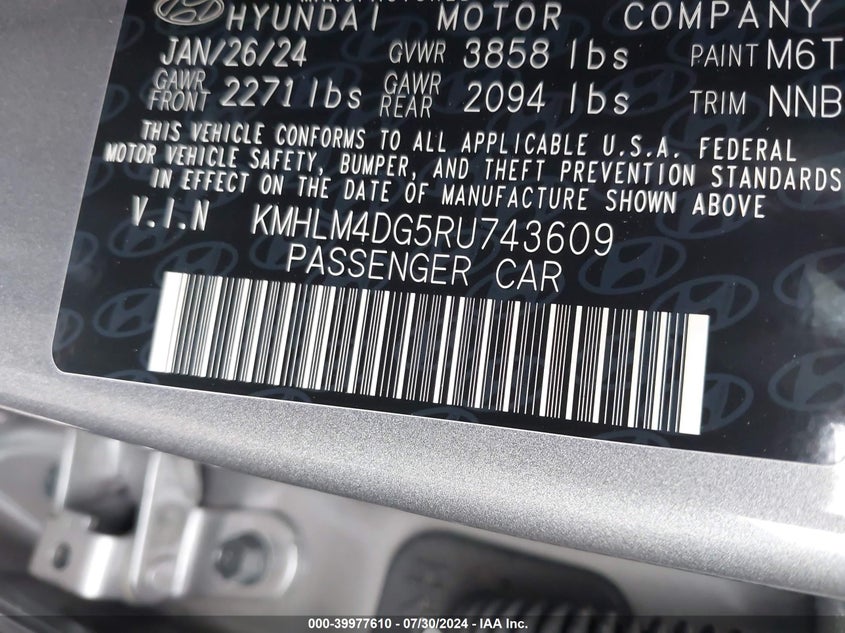 HYUNDAI MOTOR COMPANY
JAN/26/24 GVWR 3858 lbs PAINT M6T
GAWR FRONT 2271 lbs GAWR REAR 2094 lbs TRIM NNB
THIS VEHICLE CONFORMS TO ALL APPLICABLE U.S.A. FEDERAL
MOTOR VEHICLE SAFETY, BUMPER, AND THEFT PREVENTION STANDARDS
IN EFFECT ON THE DATE OF MANUFACTURE SHOWN ABOVE
V.I.N KMHLM4DG5RU743609
PASSENGER CAR
000-39977610 / 07/30/2024 - IAA Inc.